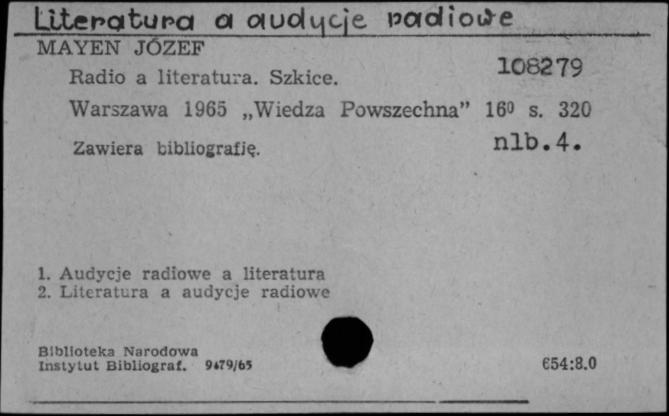 Literatura a audycje radiowe
MAYEN JÓZEF
108279
Radio a literatura. Szkice.
Warszawa 1965 „Wiedza Powszechna” 16⁰ s. 320
nlb.4.
Zawiera bibliografię.
1. Audycje radiowe a literatura
2. Literatura a audycje radiowe
Biblioteka Narodowa
Instytut Bibliograf. 9479/65
654:8.0